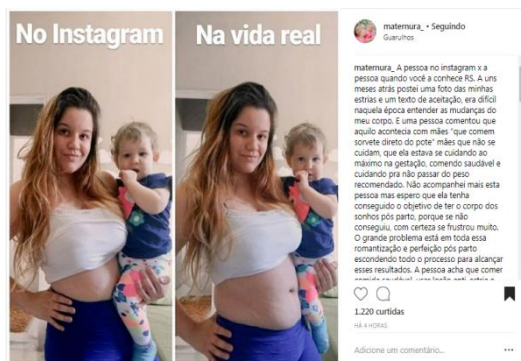 No Instagram
Na vida real
maternura_ • Seguindo
Guarulhos
maternura_ A pessoa no instagram x a
pessoa quando você a conhece RS. A uns
meses atrás postei uma foto das minhas
estrias e um texto de aceitação, era difícil
naquela época entender as mudanças do
meu corpo. E uma pessoa comentou que
aquilo acontecia com mães "que comem
sorvete direto do pote" mães que não se
cuidam, que ela estava se cuidando ao
máximo na gestação, comendo saudável e
cuidando pra não passar do peso
recomendado. Não acompanhei mais esta
pessoa mas espero que ela tenha
conseguido o objetivo de ter o corpo dos
sonhos pós parto, porque se não
conseguiu, com certeza se frustrou muito.
O grande problema está em toda essa
romantização e perfeição pós parto
escondendo todo o processo para alcançar
esses resultados. A pessoa acha que comer
1.220 curtidas
HÁ 4 HORAS
Adicione um comentário...